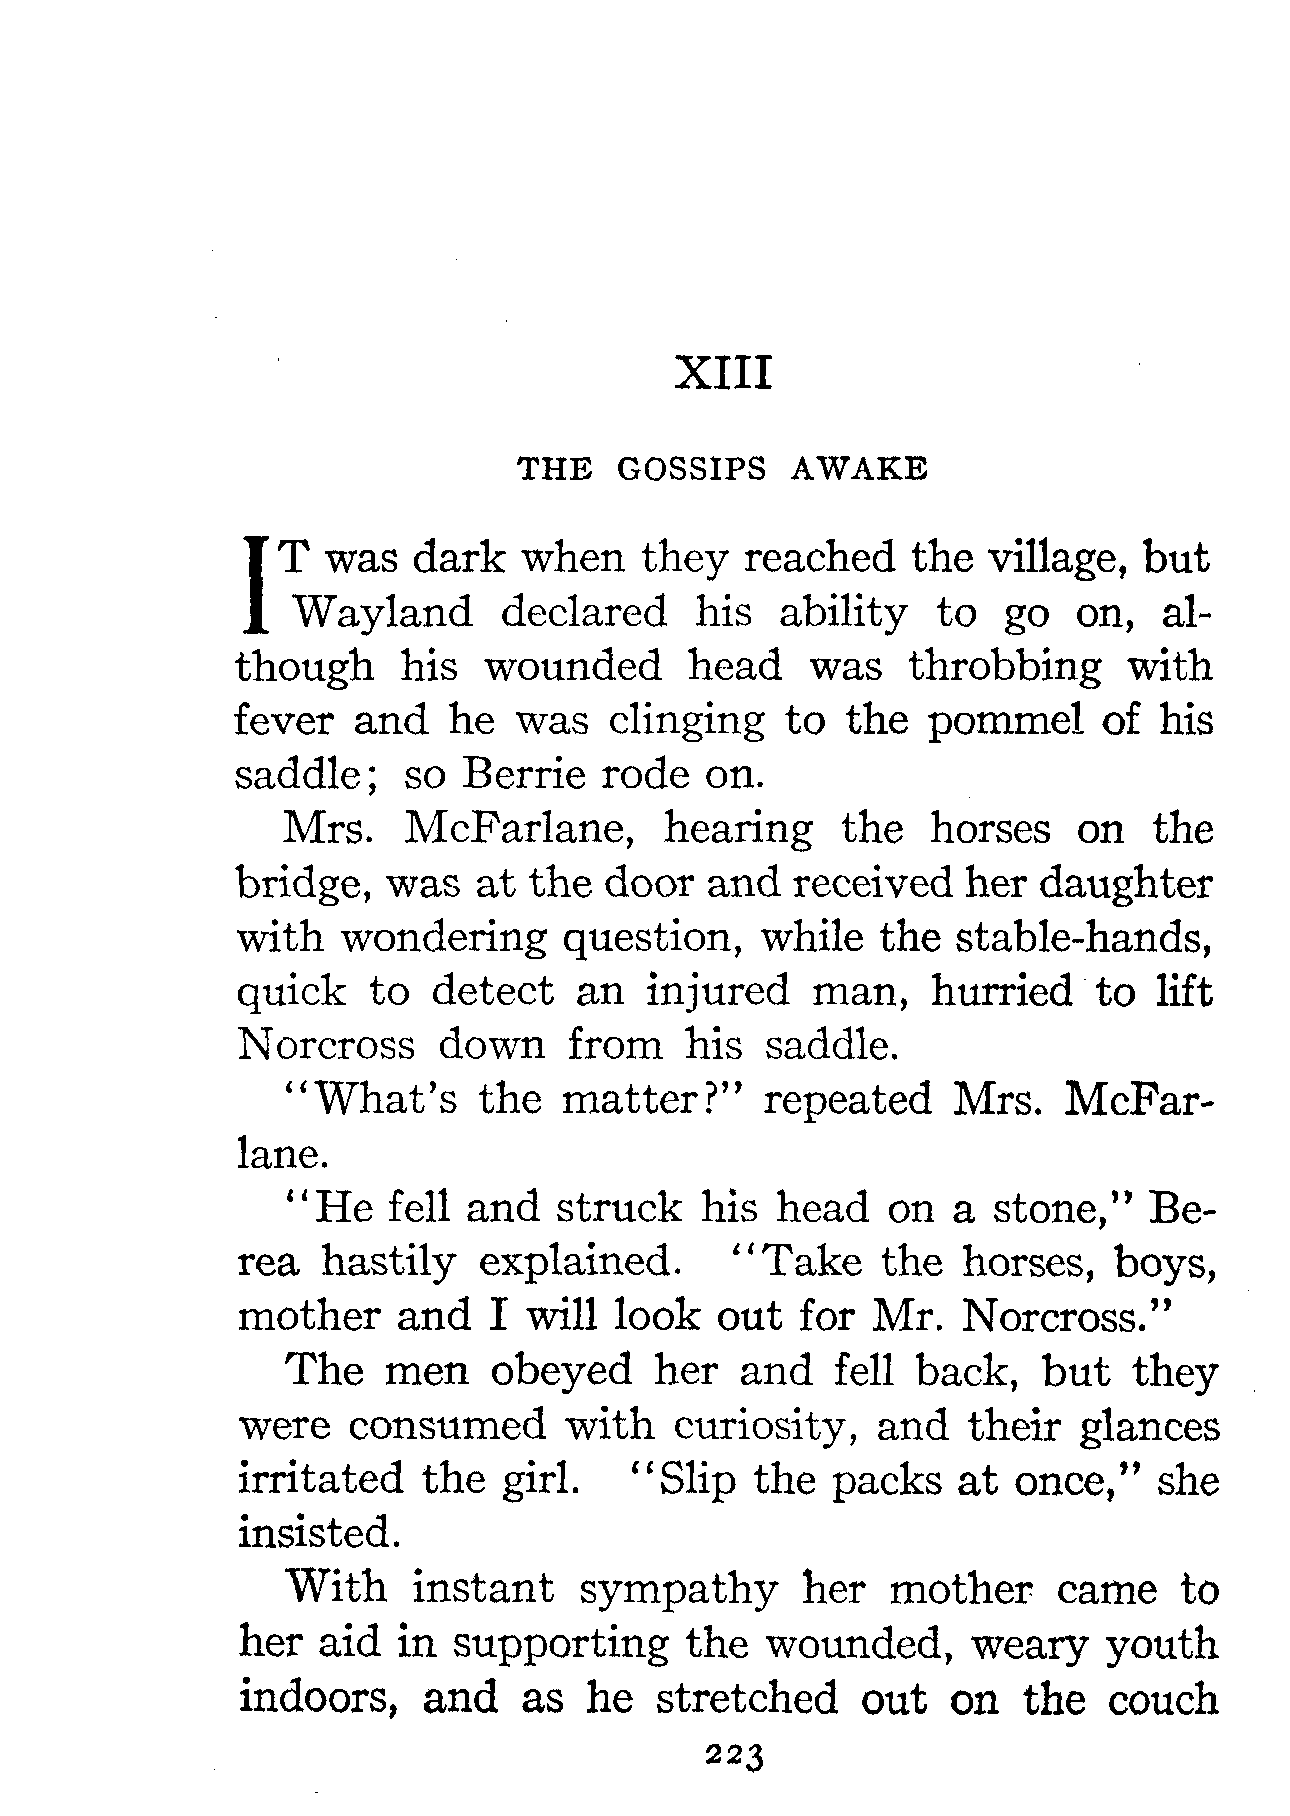 XIII
THE GOSSIPS AWAKE
IT was dark when they reached the village, but
Wayland declared his ability to go on, al-
though his wounded head was throbbing with
fever and he was clinging to the pommel of his
saddle; so Berrie rode on.
Mrs. McFarlane, hearing the horses on the
bridge, was at the door and received her daughter
with wondering question, while the stable-hands,
quick to detect an injured man, hurried to lift
Norcross down from his saddle.
"What's the matter?" repeated Mrs. McFar-
lane.
"He fell and struck his head on a stone," Be-
rea hastily explained. "Take the horses, boys,
mother and I will look out for Mr. Norcross."
The men obeyed her and fell back, but they
were consumed with curiosity, and their glances
irritated the girl. "Slip the packs at once," she
insisted.
With instant sympathy her mother came to
her aid in supporting the wounded, weary youth
indoors, and as he stretched out on the couch
223